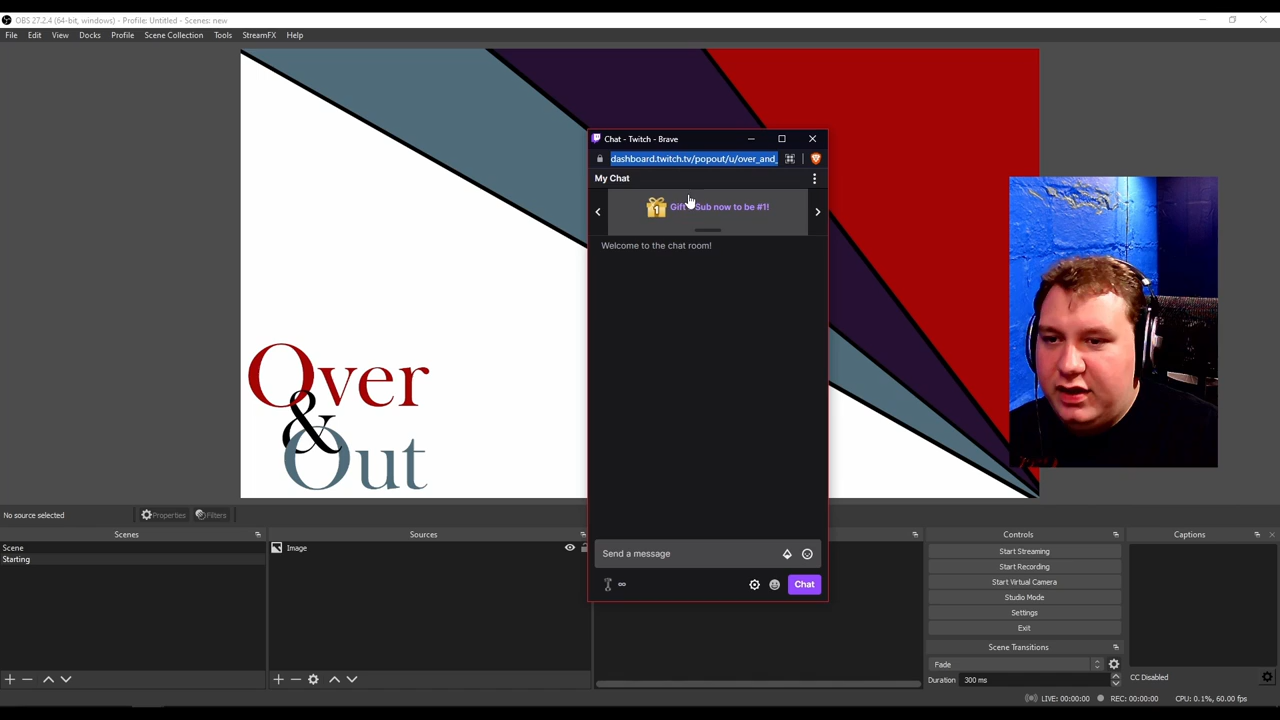 OBS 27.2.4 (64-bit, windows) - Profile: Untitled - Scenes: new
File Edit View Docks Profile Scene Collection Tools StreamFX Help
Chat - Twitch - Brave
dashboard.twitch.tv/popout/u/over_and_
My Chat
1
Sub now to be #1!
Welcome to the chat room!
Over
&
Out
Send a message
∞
Chat
No source selected
Properties
Filters
Scenes
Scene
Starting
Sources
Image
Controls
Start Streaming
Start Recording
Start Virtual Camera
Studio Mode
Settings
Exit
Scene Transitions
Fade
Duration 300 ms
Captions
CC Disabled
LIVE: 00:00:00 REC: 00:00:00 CPU: 0.1%, 60.00 fps